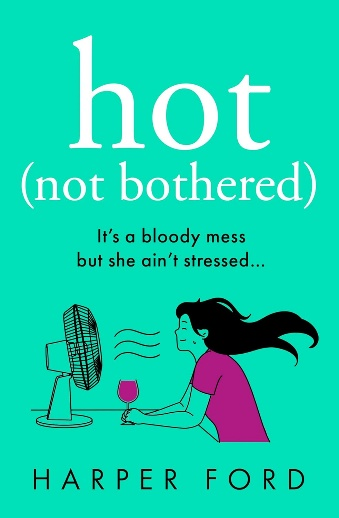 hot
(not bothered)
It's a bloody mess
but she ain't stressed...
HARPER FORD